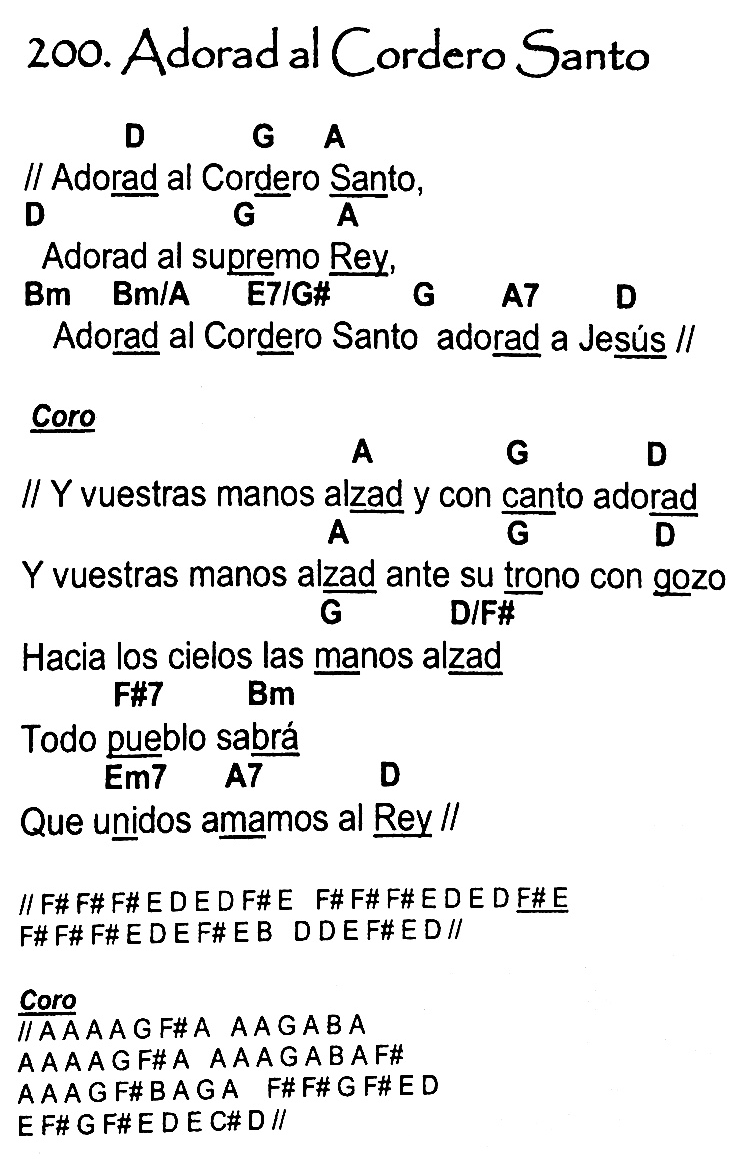 200. Adorad al Cordero Santo
D G A
// Adorad al Cordero Santo,
D G A
Adorad al supremo Rey,
Bm Bm/A E7/G# G A7 D
Adorad al Cordero Santo adorad a Jesús //
Coro
A G D
// Y vuestras manos alzad y con canto adorad
A G D
Y vuestras manos alzad ante su trono con gozo
G D/F#
Hacia los cielos las manos alzad
F#7 Bm
Todo pueblo sabrá
Em7 A7 D
Que unidos amamos al Rey //
// F# F# F# E D E D F# E F# F# F# E D E D F# E
F# F# F# E D E F# E B D D E F# E D //
Coro
// A A A A G F# A A A G A B A
A A A A G F# A A A A G A B A F#
A A A G F# B A G A F# F# G F# E D
E F# G F# E D E C# D //